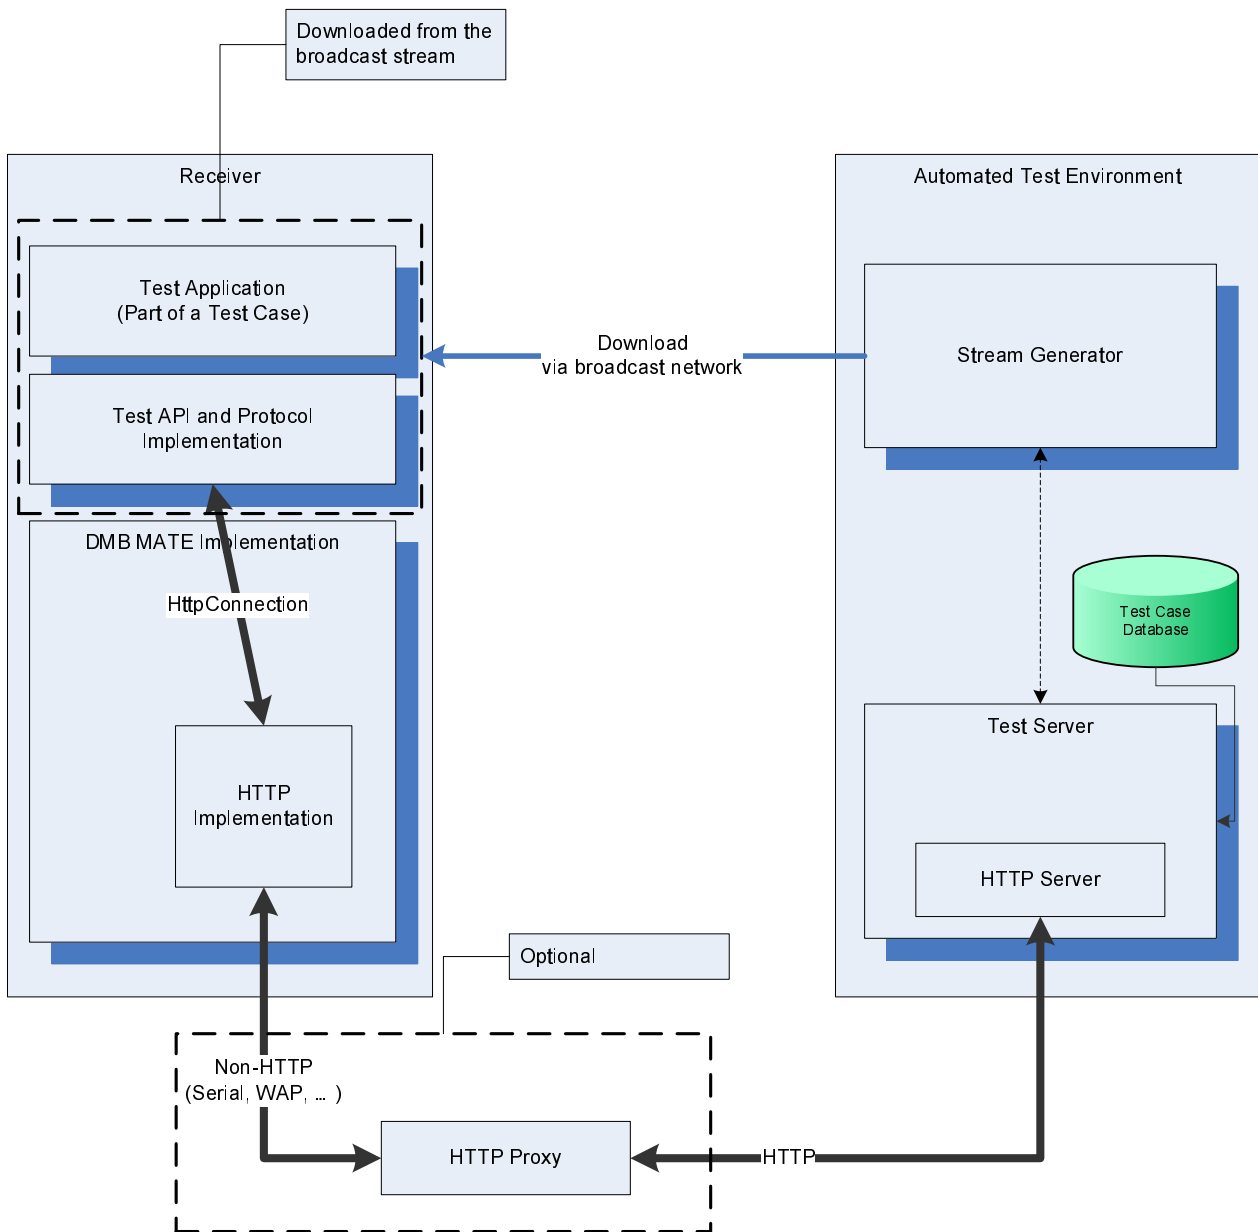 Downloaded from the
broadcast stream
Receiver
Test Application
(Part of a Test Case)
Test API and Protocol
Implementation
DMB MATE Implementation
HttpConnection
HTTP
Implementation
Download
via broadcast network
Automated Test Environment
Stream Generator
Test Case
Database
Test Server
HTTP Server
Optional
Non-HTTP
(Serial, WAP, … )
HTTP Proxy
HTTP